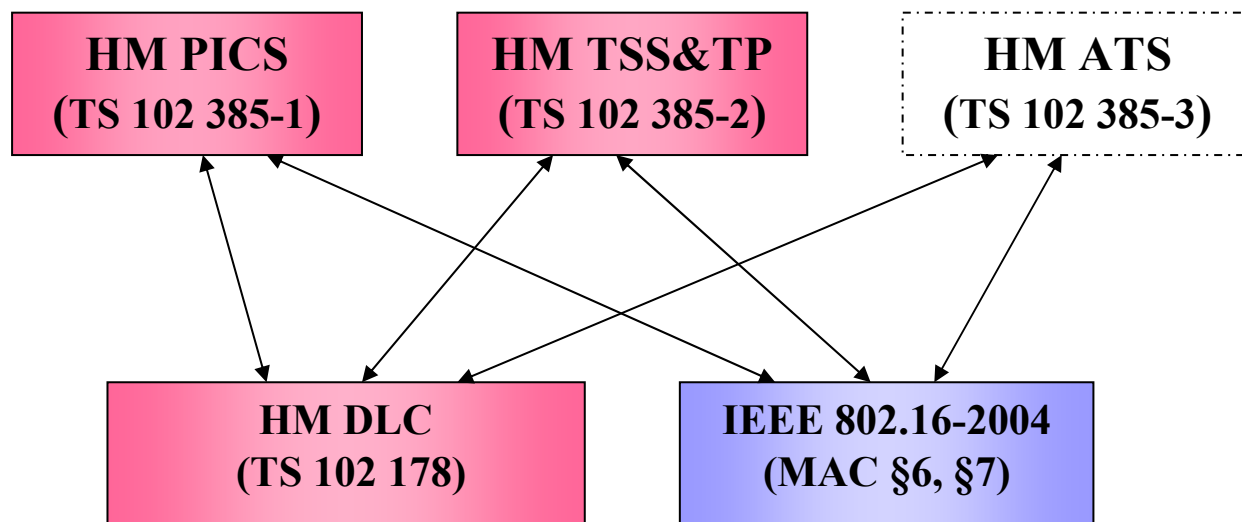 HM PICS
(TS 102 385-1)
HM TSS&TP
(TS 102 385-2)
HM ATS
(TS 102 385-3)
HM DLC
(TS 102 178)
IEEE 802.16-2004
(MAC §6, §7)